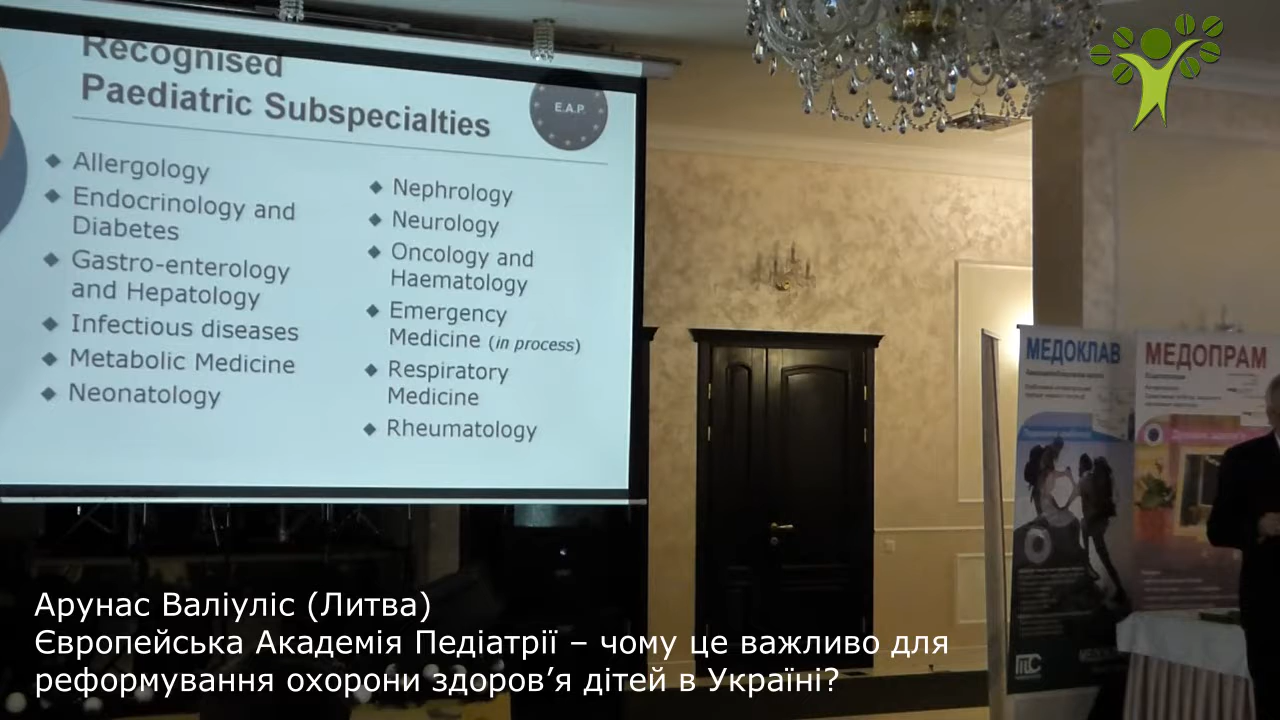 Recognised
Paediatric Subspecialties
E.A.P.
Allergology
Endocrinology and
Diabetes
Gastro-enterology
and Hepatology
Infectious diseases
Metabolic Medicine
Neonatology
Nephrology
Neurology
Oncology and
Haematology
Emergency
Medicine (in process)
Respiratory
Medicine
Rheumatology
МЕДОКЛАВ
МЕДОПРАМ
Арунас Валіуліс (Литва)
Європейська Академія Педіатрії – чому це важливо для
реформування охорони здоров’я дітей в Україні?